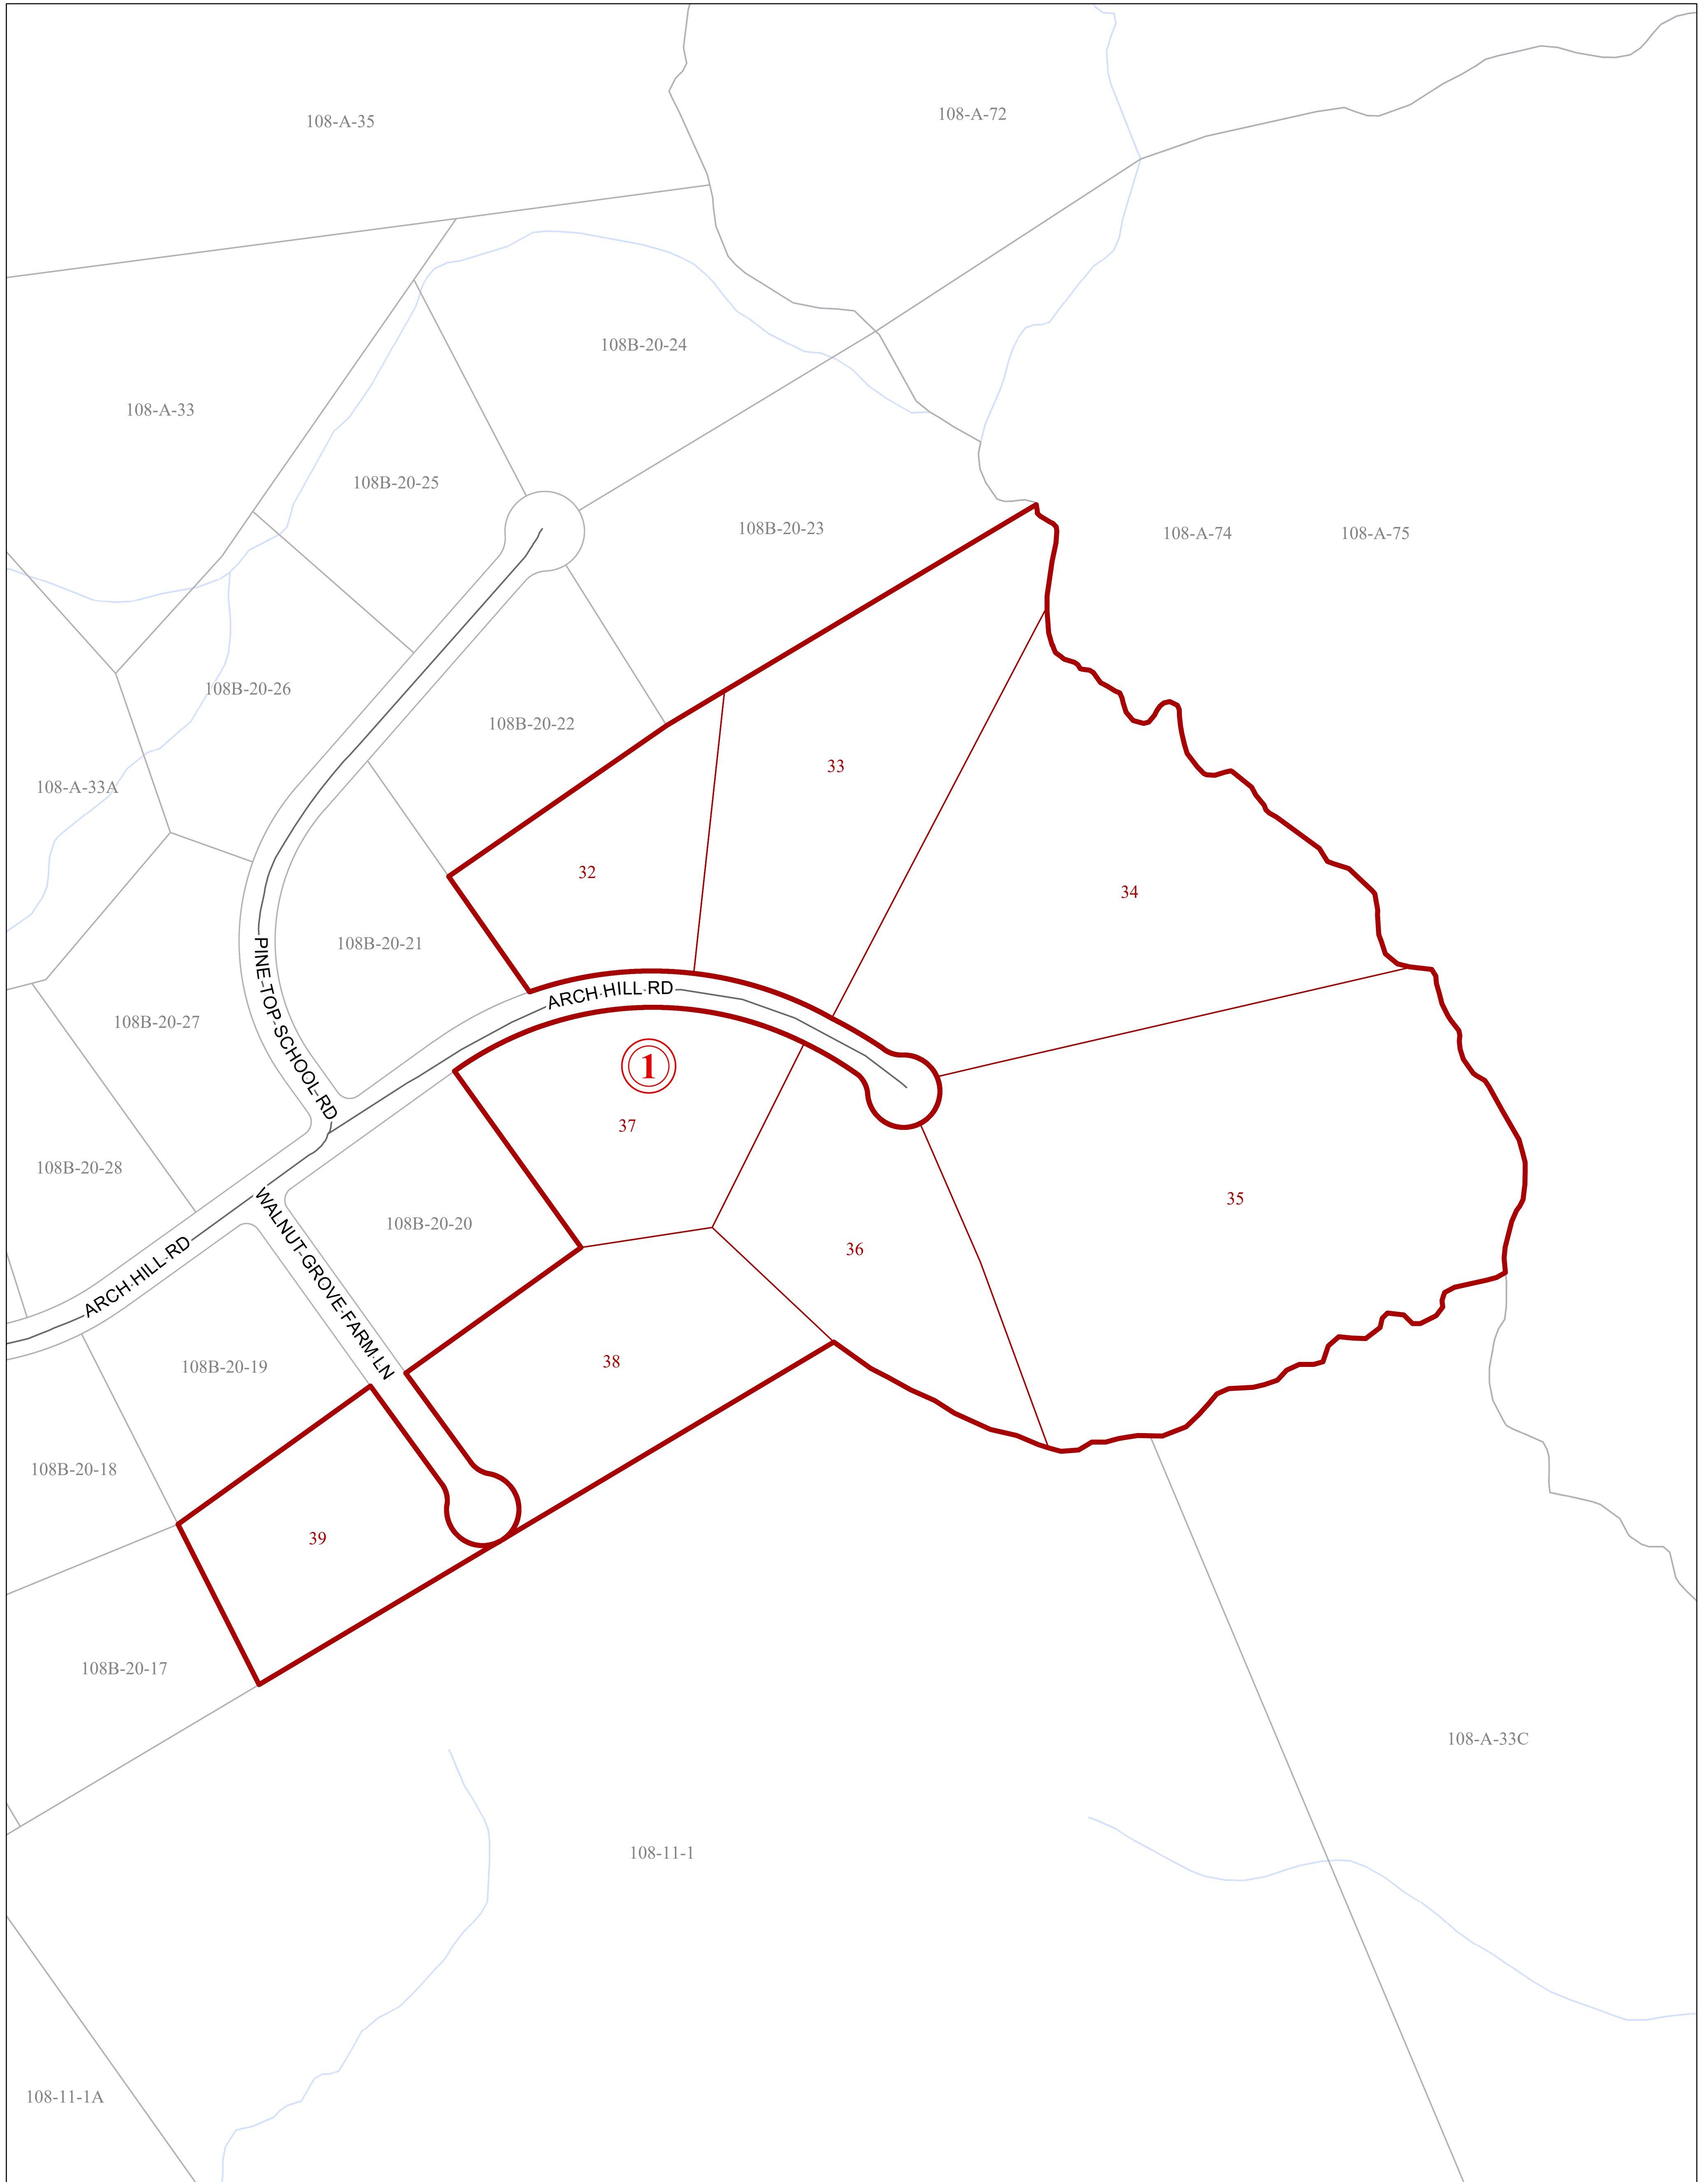 108-A-35
108-A-72
108B-20-24
108-A-33
108B-20-25
108B-20-23
108-A-74
108-A-75
108B-20-26
108B-20-22
33
108-A-33A
32
34
108B-20-21
PINE-TOP-SCHOOL-RD
ARCH-HILL-RD
108B-20-27
1
37
108B-20-28
35
WALNUT-GROVE-FARM-LN
108B-20-20
36
ARCH-HILL-RD
108B-20-19
38
108B-20-18
39
108B-20-17
108-A-33C
108-11-1
108-11-1A